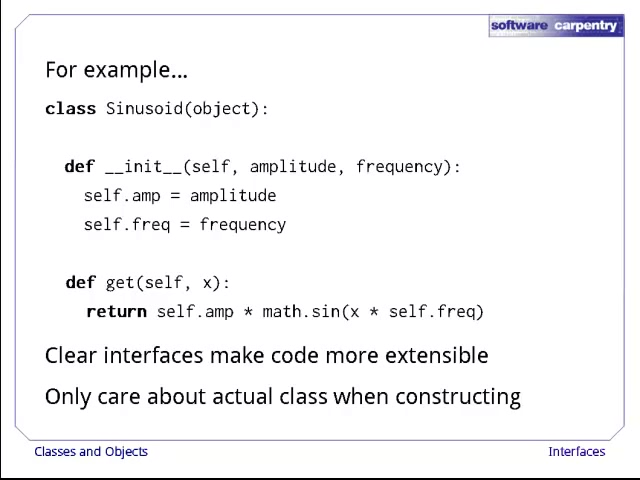 software carpentry
For example...
class Sinusoid(object):
def __init__(self, amplitude, frequency):
self.amp = amplitude
self.freq = frequency
def get(self, x):
return self.amp * math.sin(x * self.freq)
Clear interfaces make code more extensible
Only care about actual class when constructing
Classes and Objects
Interfaces